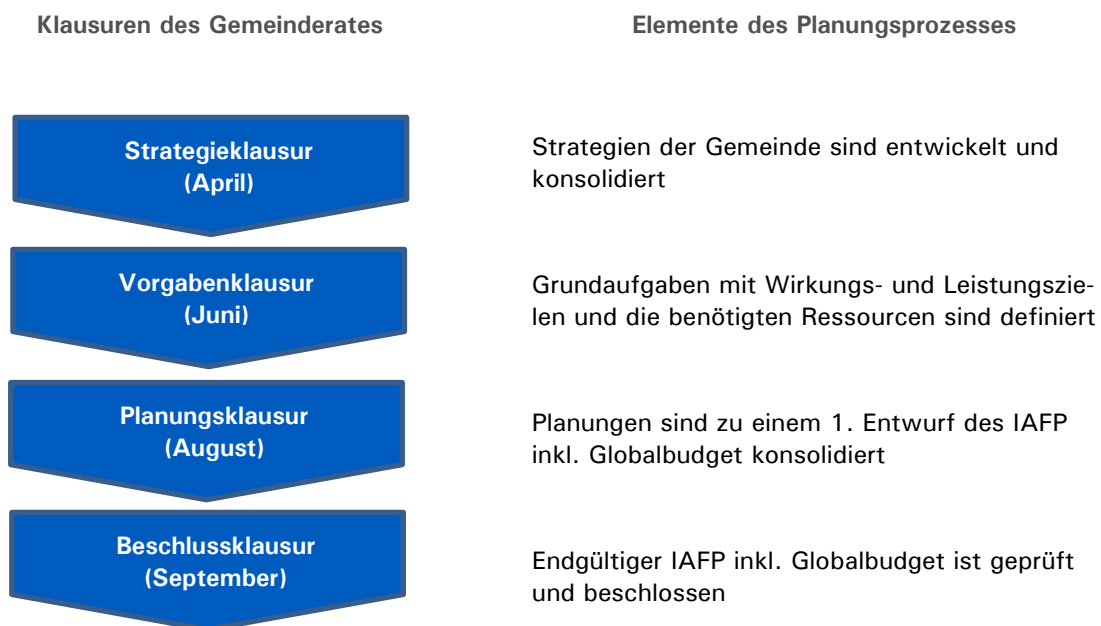 Klausuren des Gemeinderates
Elemente des Planungsprozesses
Strategieklausur
(April)
Strategien der Gemeinde sind entwickelt und
konsolidiert
Vorgabenklausur
(Juni)
Grundaufgaben mit Wirkungs- und Leistungszie-
len und die benötigten Ressourcen sind definiert
Planungsklausur
(August)
Planungen sind zu einem 1. Entwurf des IAFP
inkl. Globalbudget konsolidiert
Beschlussklausur
(September)
Endgültiger IAFP inkl. Globalbudget ist geprüft
und beschlossen